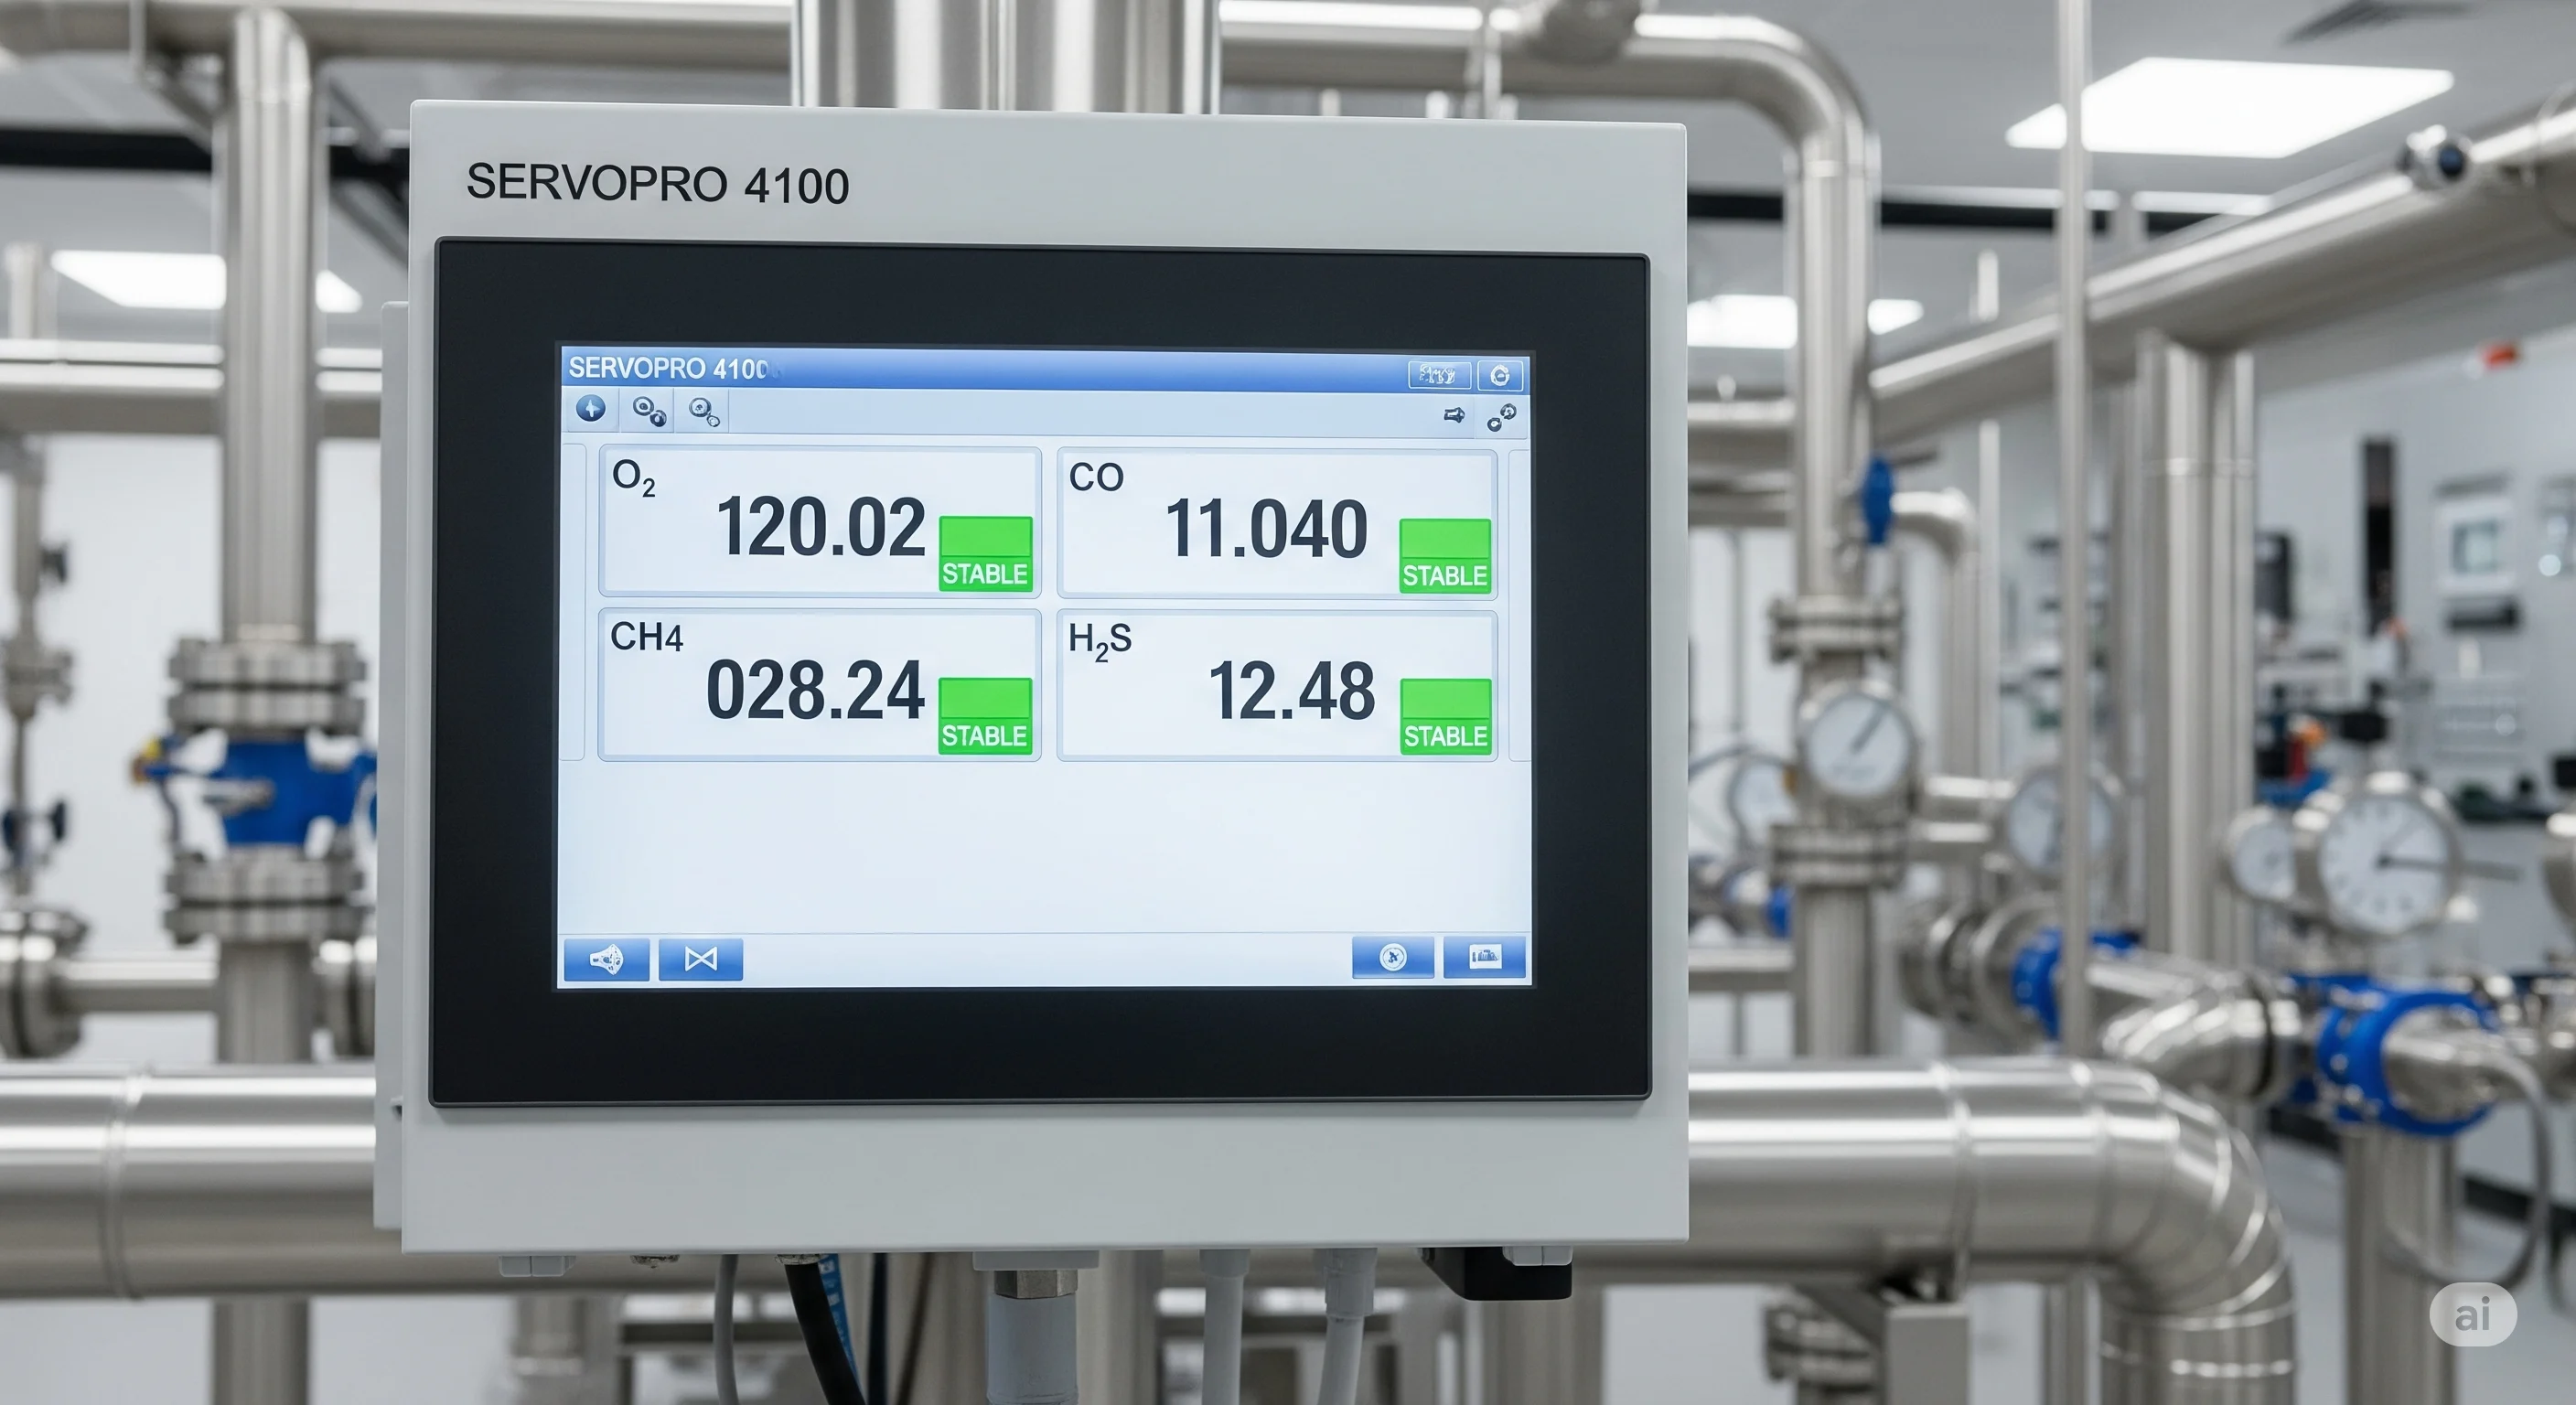 SERVOPRO 4100
SERVOPRO 4100
O₂
120.02
STABLE
CO
11.040
STABLE
CH4
028.24
STABLE
H₂S
12.48
STABLE
ai